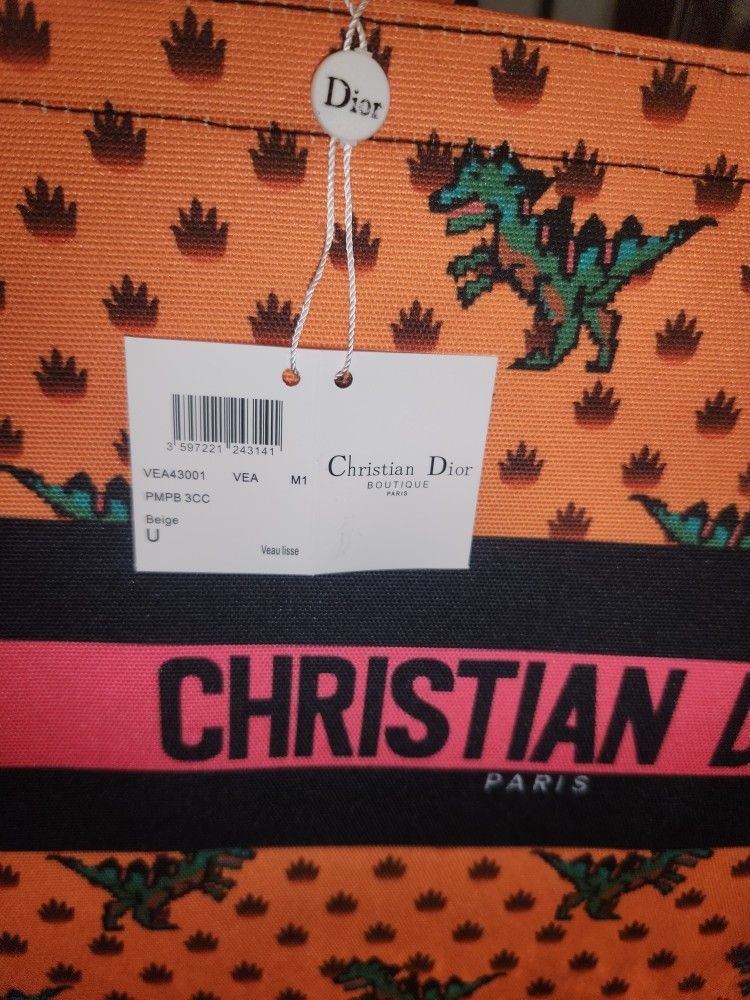 Dior
3 597221 243141
VEA43001 VEA M1
PMPB 3CC
Beige
U
Veau lisse
Christian Dior
BOUTIQUE
PARIS
CHRISTIAN D
PARIS